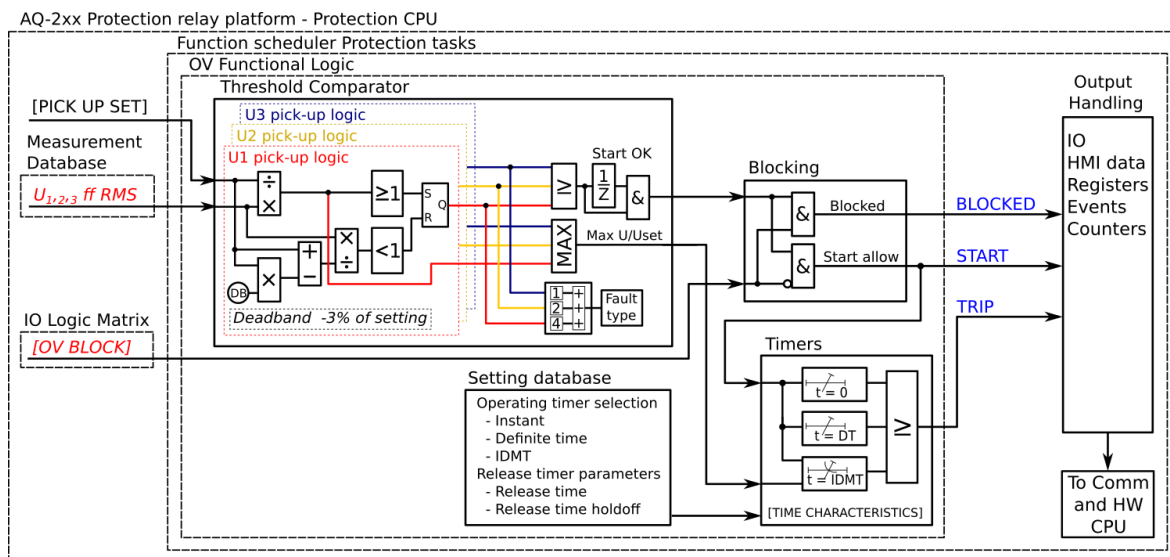 AQ-2xx Protection relay platform - Protection CPU
Function scheduler Protection tasks
OV Functional Logic
Threshold Comparator
[PICK UP SET]
Measurement
Database
U1,2,3 ff RMS
IO Logic Matrix
[OV BLOCK]
U3 pick-up logic
U2 pick-up logic
U1 pick-up logic
÷
×
≥1
S
Q
R
×
÷
<1
+
−
×
DB
Deadband -3% of setting
≥
Start OK
1
Z
&
MAX
Max U/Uset
1 +
2 +
4 +
Fault
type
Blocking
&
Blocked
&
Start allow
BLOCKED
START
TRIP
Timers
t = 0
t = DT
t = IDMT
≥
[TIME CHARACTERISTICS]
Setting database
Operating timer selection
- Instant
- Definite time
- IDMT
Release timer parameters
- Release time
- Release time holdoff
Output
Handling
IO
HMI data
Registers
Events
Counters
To Comm
and HW
CPU